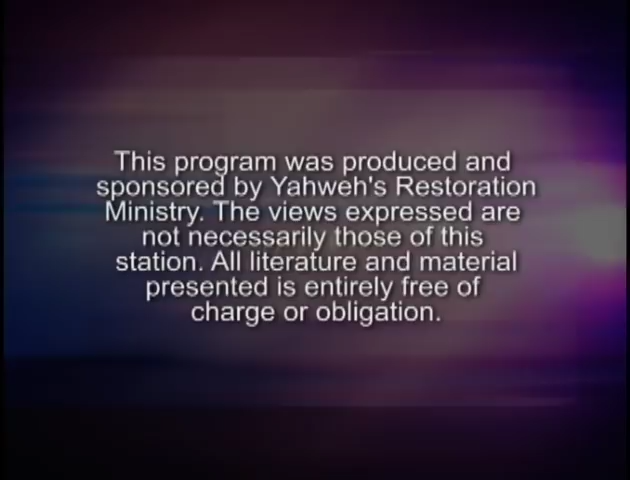 This program was produced and
sponsored by Yahweh's Restoration
Ministry. The views expressed are
not necessarily those of this
station. All literature and material
presented is entirely free of
charge or obligation.